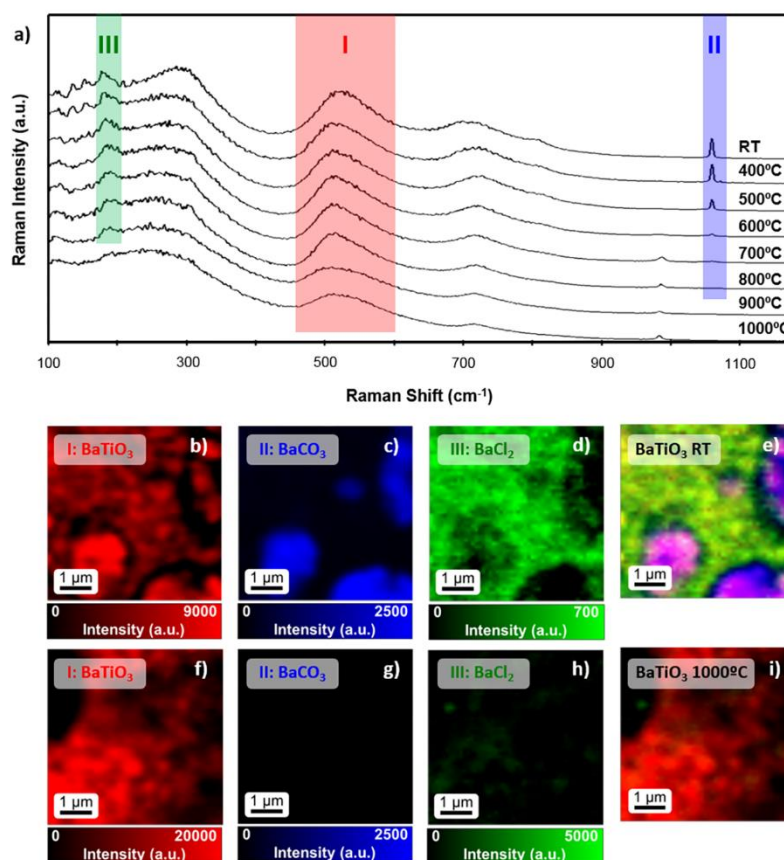 a)
III
I
II
Raman Intensity (a.u.)
RT
400ºC
500ºC
600ºC
700ºC
800ºC
900ºC
1000ºC
100 300 500 700 900 1100
Raman Shift (cm⁻¹)
I: BaTiO₃ b)
1 µm
0 9000
Intensity (a.u.)
II: BaCO₃ c)
1 µm
0 2500
Intensity (a.u.)
III: BaCl₂ d)
1 µm
0 700
Intensity (a.u.)
BaTiO₃ RT e)
1 µm
I: BaTiO₃ f)
1 µm
0 20000
Intensity (a.u.)
II: BaCO₃ g)
1 µm
0 2500
Intensity (a.u.)
III: BaCl₂ h)
1 µm
0 5000
Intensity (a.u.)
BaTiO₃ 1000ºC i)
1 µm